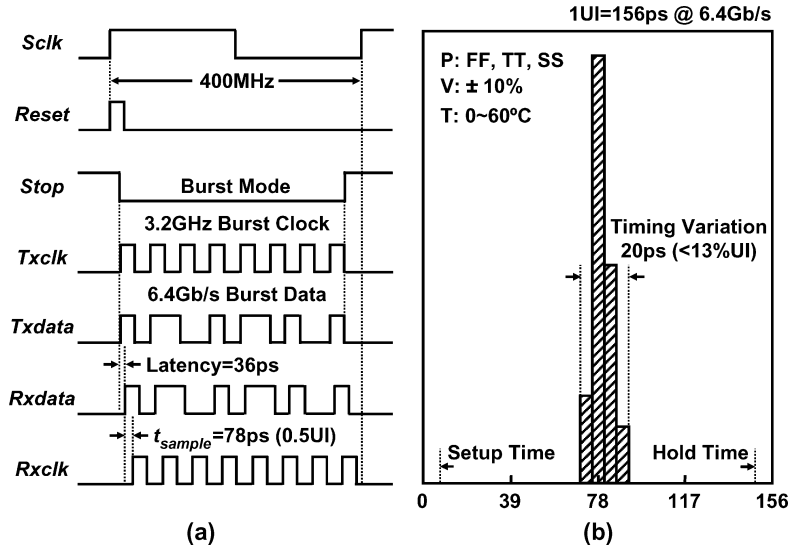 Sclk
400MHz
Reset
Stop
Burst Mode
3.2GHz Burst Clock
Txclk
6.4Gb/s Burst Data
Txdata
Latency=36ps
Rxdata
tsample=78ps (0.5UI)
Rxclk
(a)
1UI=156ps @ 6.4Gb/s
P: FF, TT, SS
V: ± 10%
T: 0~60ºC
Timing Variation
20ps (<13%UI)
Setup Time
Hold Time
0 39 78 117 156
(b)